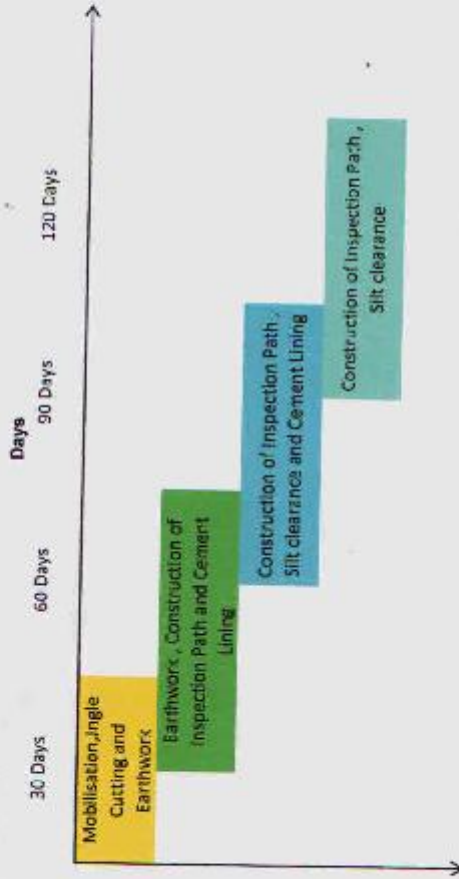 Days
30 Days
60 Days
90 Days
120 Days
Mobilisation,Jngle
Cutting and
Earthwork
Earthwork , Construction of
Inspection Path and Cement
Lining
Construction of Inspection Path ,
Silt clearance and Cement Lining
Construction of Inspection Path ,
Silt clearance